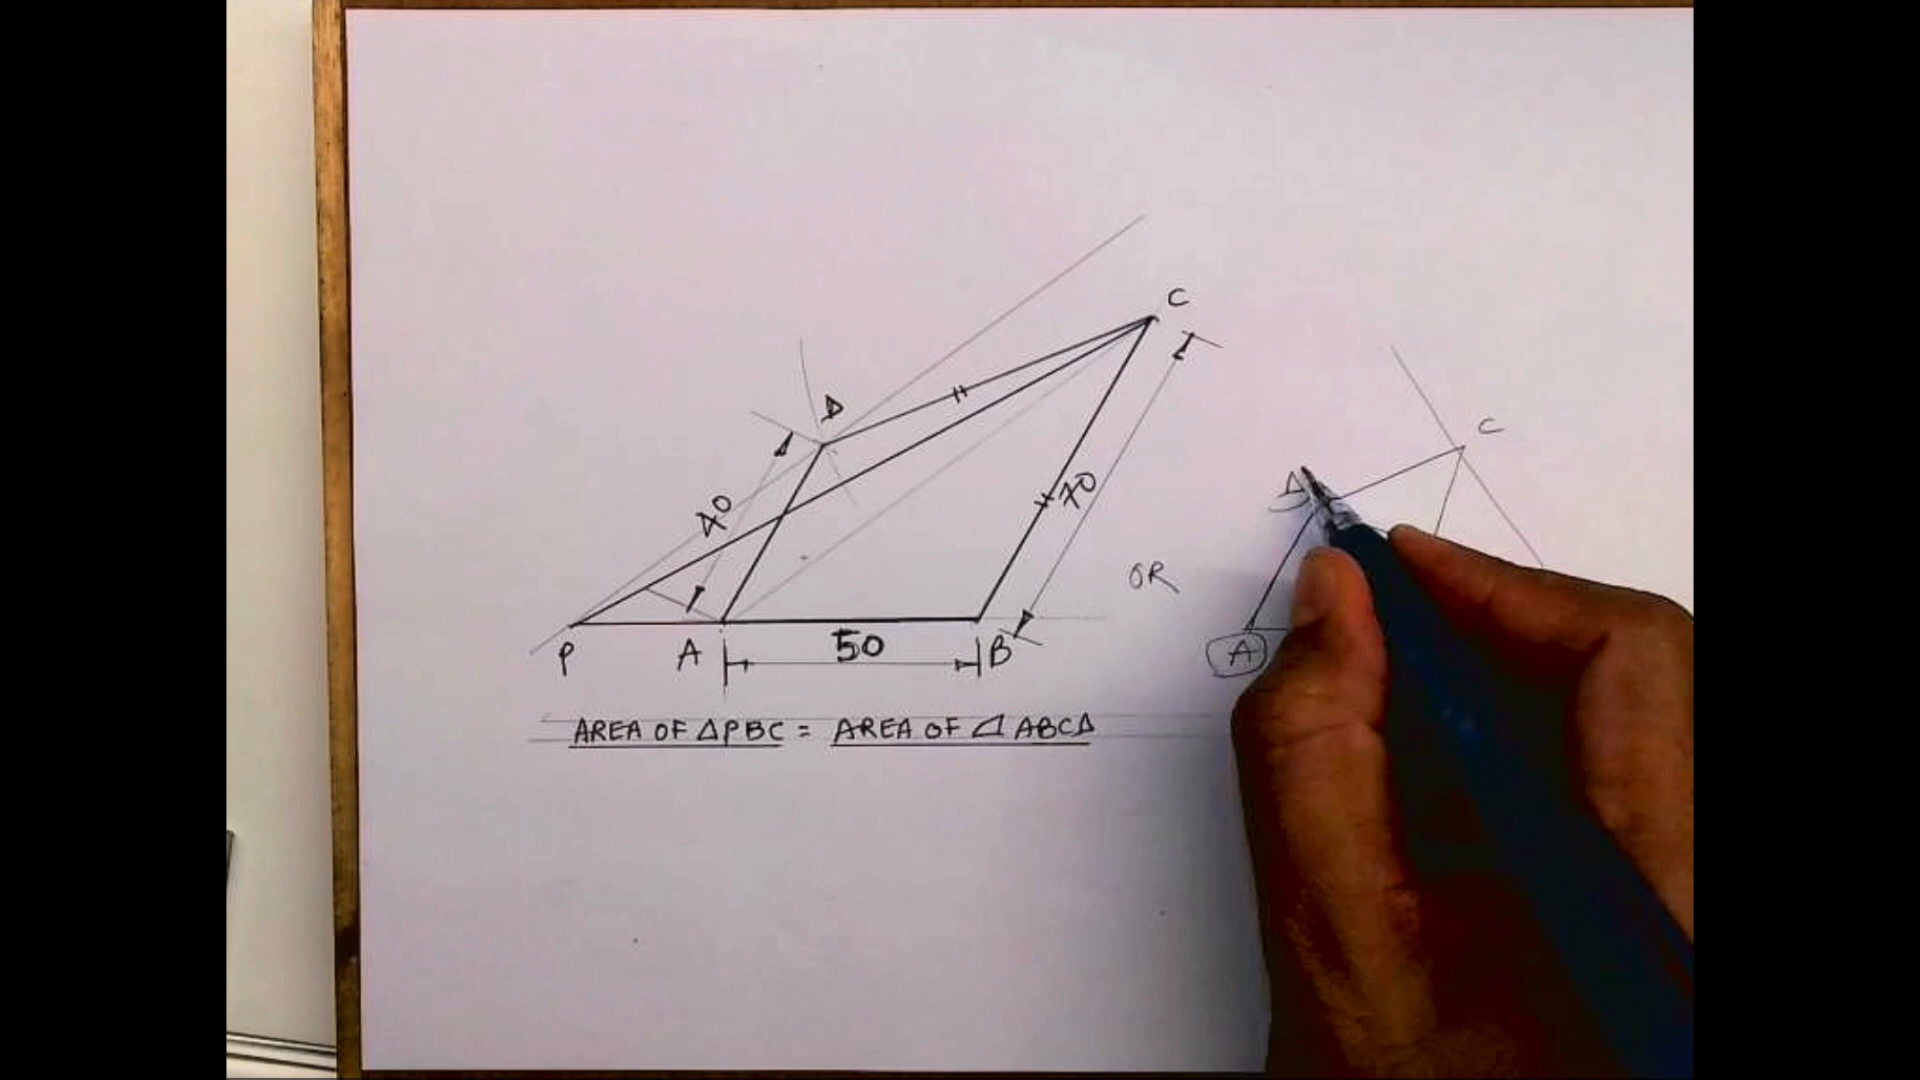 C
D
40
70
P
A
50
B
AREA OF ΔPBC = AREA OF ⏢ ABCD
OR
C
D
A